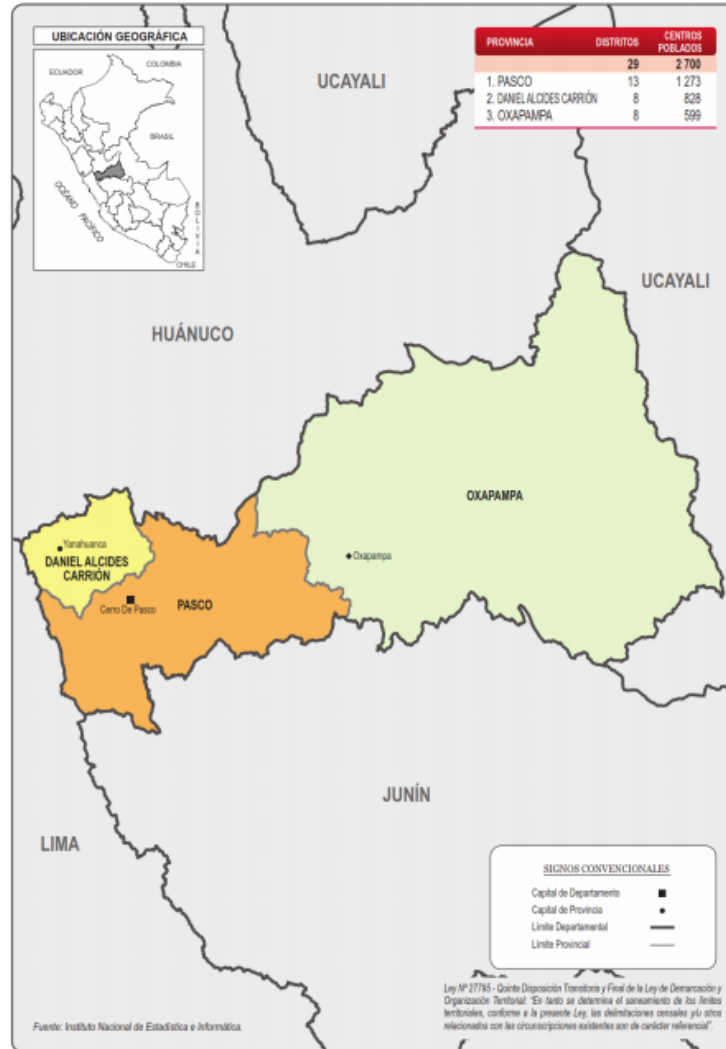 UBICACIÓN GEOGRÁFICA
ECUADOR
COLOMBIA
BRASIL
OCÉANO PACÍFICO
BOLIVIA
CHILE
PROVINCIA DISTRITOS CENTROS POBLADOS
29 2 700
1. PASCO 13 1 273
2. DANIEL ALCIDES CARRIÓN 8 828
3. OXAPAMPA 8 599
UCAYALI
UCAYALI
HUÁNUCO
OXAPAMPA
Yanahuanca
DANIEL ALCIDES
CARRIÓN
Oxapampa
Cerro De Pasco
PASCO
JUNÍN
LIMA
SIGNOS CONVENCIONALES
Capital de Departamento
Capital de Provincia
Límite Departamental
Límite Provincial
Ley Nº 27795 - Quinta Disposición Transitoria y Final de la Ley de Demarcación y
Organización Territorial: "En tanto se determina el saneamiento de los límites
territoriales, conforme a la presente Ley, las delimitaciones censales y/u otros
relacionados con las circunscripciones existentes son de carácter referencial".
Fuente: Instituto Nacional de Estadística e Informática.